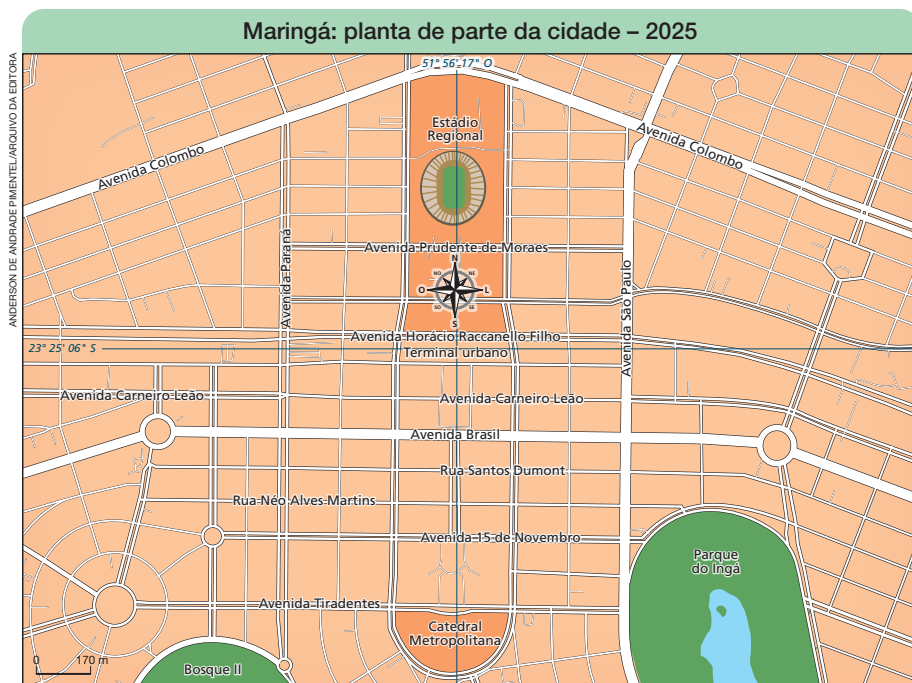 Maringá: planta de parte da cidade – 2025
ANDERSON DE ANDRADE PIMENTEL/ARQUIVO DA EDITORA
51° 56' 17" O
Estádio
Regional
Avenida Colombo
Avenida Colombo
Avenida Paraná
Avenida Prudente de Moraes
N
NO
NE
O
L
SO
SE
S
Avenida São Paulo
Avenida Horácio Raccanello Filho
23° 25' 06" S
Terminal urbano
Avenida Carneiro Leão
Avenida Carneiro Leão
Avenida Brasil
Rua Santos Dumont
Rua Néo Alves Martins
Avenida 15 de Novembro
Parque
do Ingá
Avenida Tiradentes
Catedral
Metropolitana
0 170 m
Bosque II